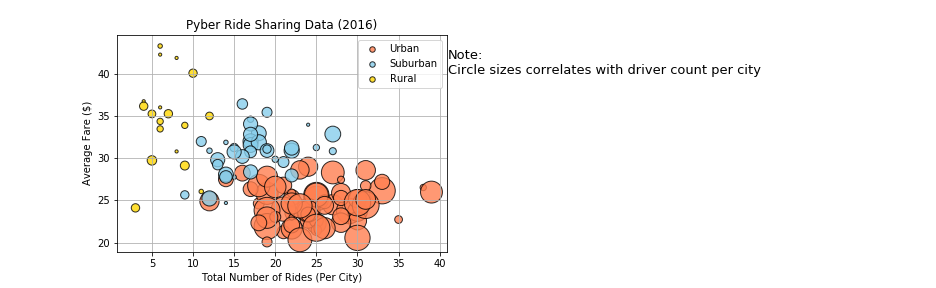 Pyber Ride Sharing Data (2016)
Urban
Suburban
Rural
Note:
Circle sizes correlates with driver count per city
Average Fare ($)
40
35
30
25
20
5 10 15 20 25 30 35 40
Total Number of Rides (Per City)